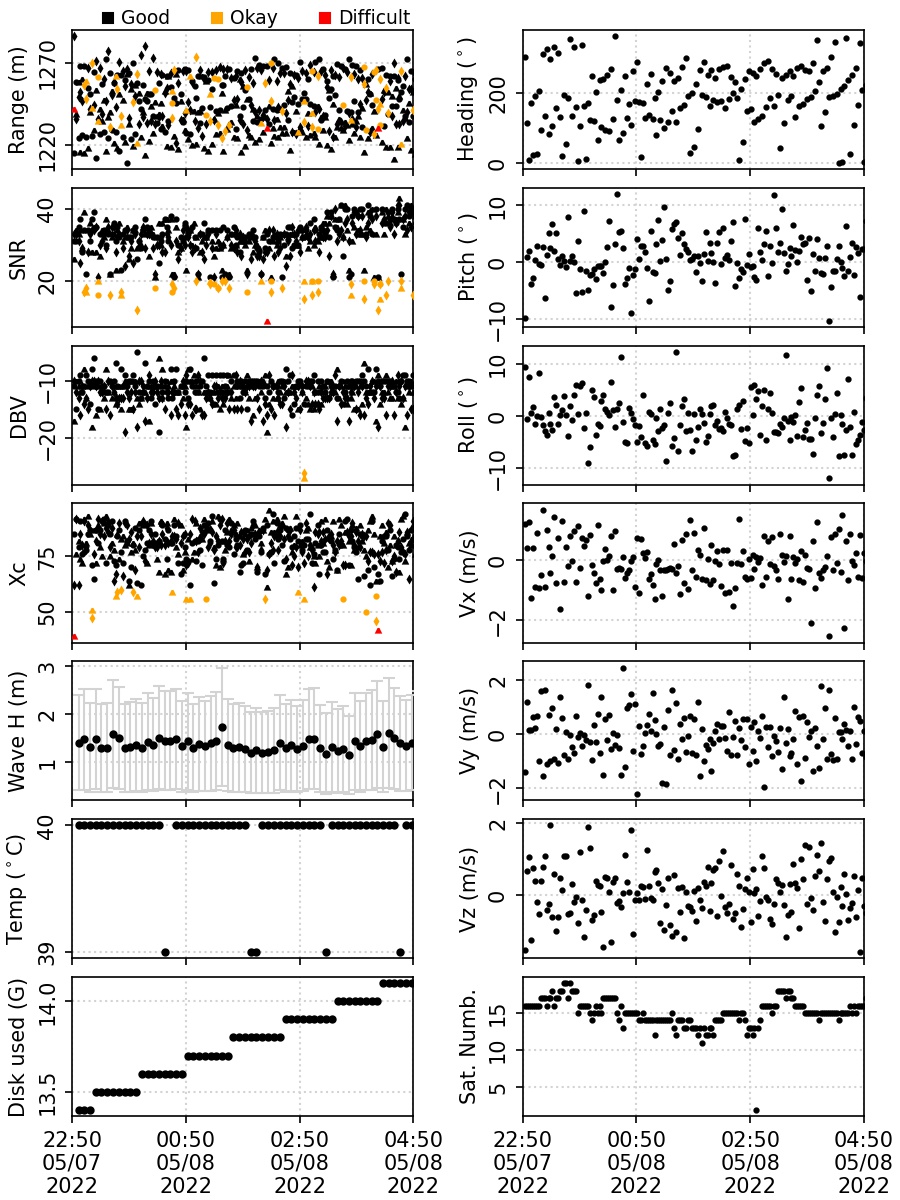 Good Okay Difficult
Range (m)
1270
1220
Heading (°)
200
0
SNR
40
20
Pitch (°)
10
0
−10
DBV
−10
−20
Roll (°)
10
0
−10
Xc
75
50
Vx (m/s)
0
−2
Wave H (m)
3
2
1
Vy (m/s)
2
0
−2
Temp (°C)
40
39
Vz (m/s)
2
0
Disk used (G)
14.0
13.5
Sat. Numb.
15
10
5
22:50 00:50 02:50 04:50 22:50 00:50 02:50 04:50
05/07 05/08 05/08 05/08 05/07 05/08 05/08 05/08
2022 2022 2022 2022 2022 2022 2022 2022